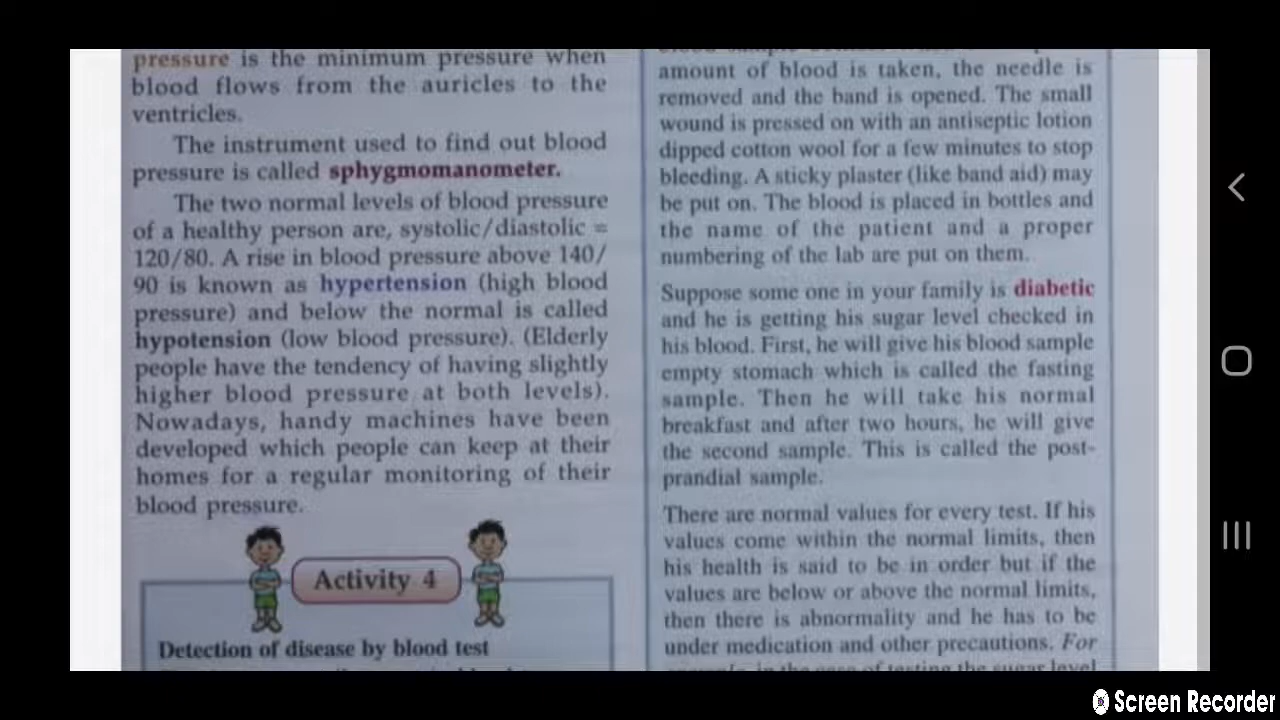 pressure is the minimum pressure when
blood flows from the auricles to the
ventricles.
The instrument used to find out blood
pressure is called sphygmomanometer.
The two normal levels of blood pressure
of a healthy person are, systolic/diastolic =
120/80. A rise in blood pressure above 140/
90 is known as hypertension (high blood
pressure) and below the normal is called
hypotension (low blood pressure). (Elderly
people have the tendency of having slightly
higher blood pressure at both levels).
Nowadays, handy machines have been
developed which people can keep at their
homes for a regular monitoring of their
blood pressure.
Activity 4
Detection of disease by blood test
amount of blood is taken, the needle is
removed and the band is opened. The small
wound is pressed on with an antiseptic lotion
dipped cotton wool for a few minutes to stop
bleeding. A sticky plaster (like band aid) may
be put on. The blood is placed in bottles and
the name of the patient and a proper
numbering of the lab are put on them.
Suppose some one in your family is diabetic
and he is getting his sugar level checked in
his blood. First, he will give his blood sample
empty stomach which is called the fasting
sample. Then he will take his normal
breakfast and after two hours, he will give
the second sample. This is called the post-
prandial sample.
There are normal values for every test. If his
values come within the normal limits, then
his health is said to be in order but if the
values are below or above the normal limits,
then there is abnormality and he has to be
under medication and other precautions. For
in the case of testing the sugar level
Screen Recorder